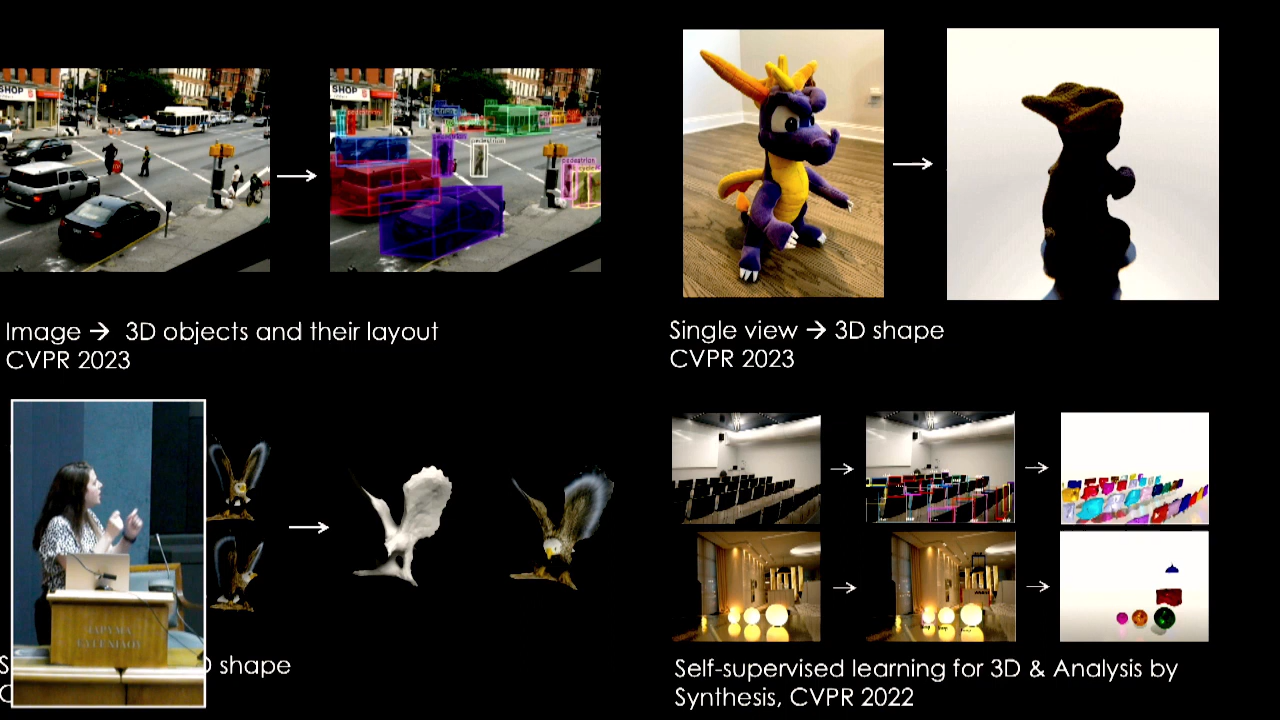 SHOP
Image → 3D objects and their layout
CVPR 2023
Single view → 3D shape
CVPR 2023
shape
Self-supervised learning for 3D & Analysis by
Synthesis, CVPR 2022